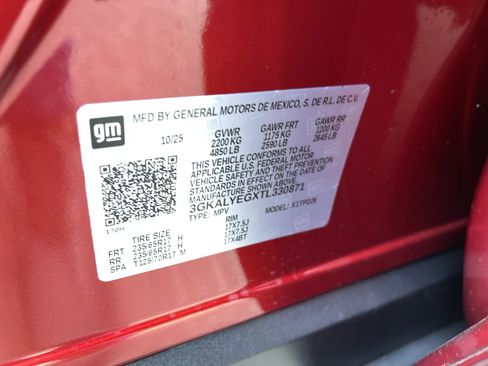 gm
MFD BY GENERAL MOTORS DE MEXICO, S. DE R.L. DE C.V.
10/25 GVWR GAWR FRT GAWR RR
2200 KG 1175 KG 1200 KG
4850 LB 2590 LB 2645 LB
THIS VEHICLE CONFORMS TO ALL
APPLICABLE U.S. FEDERAL MOTOR
VEHICLE SAFETY AND THEFT PREVENTION
STANDARDS IN EFFECT ON THE DATE OF
MANUFACTURE SHOWN ABOVE.
3GKALYEGXTL330871
TYPE: MPV MODEL: X1TPD26
TIRE SIZE RIM
FRT 235/65R17 H 17X7.5J
RR 235/65R17 H 17X7.5J
SPA T125/70R17 M 17X4BT